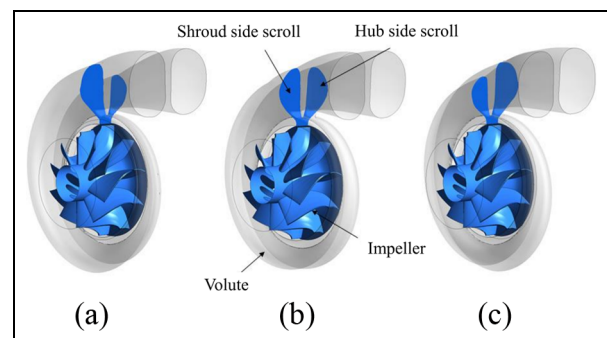 Shroud side scroll
Hub side scroll
Impeller
Volute
(a)
(b)
(c)